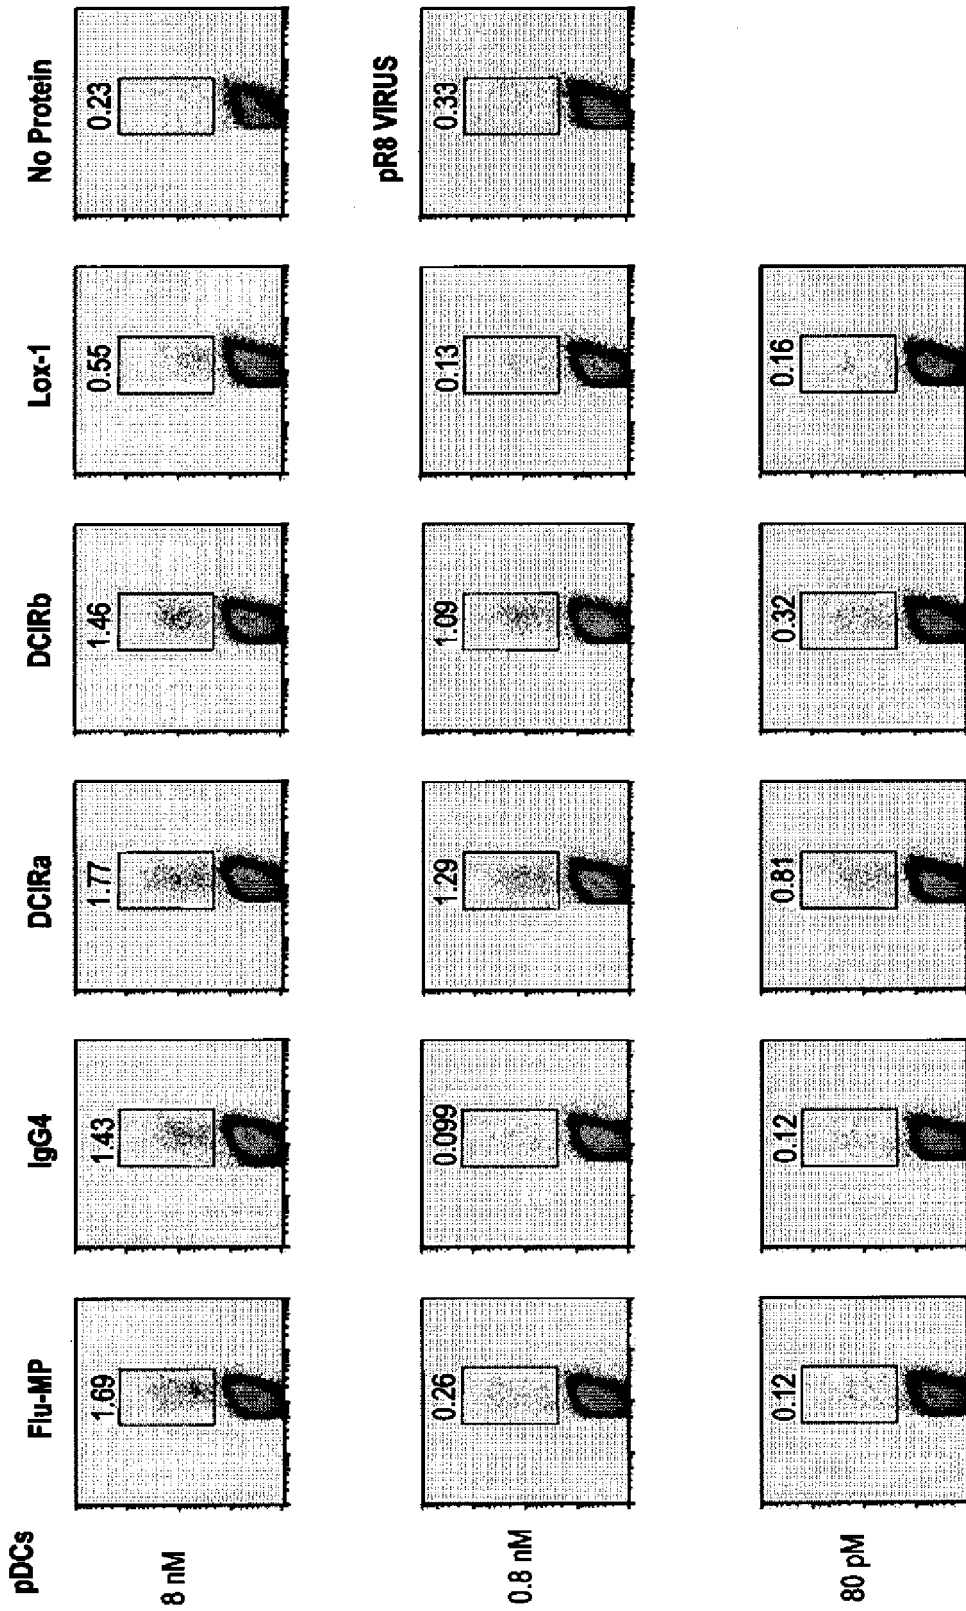 pDCs
Flu-MP
IgG4
DCIRa
DCIRb
Lox-1
No Protein
8 nM
1.69
1.43
1.77
1.46
0.55
0.23
pR8 VIRUS
0.8 nM
0.26
0.099
1.29
1.09
0.13
0.33
80 pM
0.12
0.12
0.81
0.32
0.16